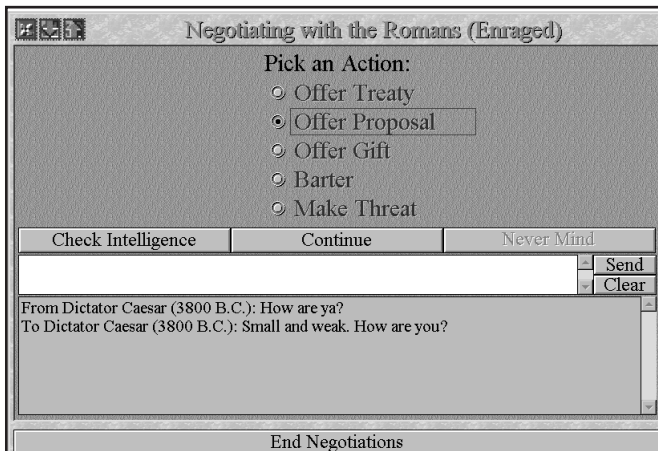 Negotiating with the Romans (Enraged)
Pick an Action:
Offer Treaty
Offer Proposal
Offer Gift
Barter
Make Threat
Check Intelligence Continue Never Mind
Send
Clear
From Dictator Caesar (3800 B.C.): How are ya?
To Dictator Caesar (3800 B.C.): Small and weak. How are you?
End Negotiations